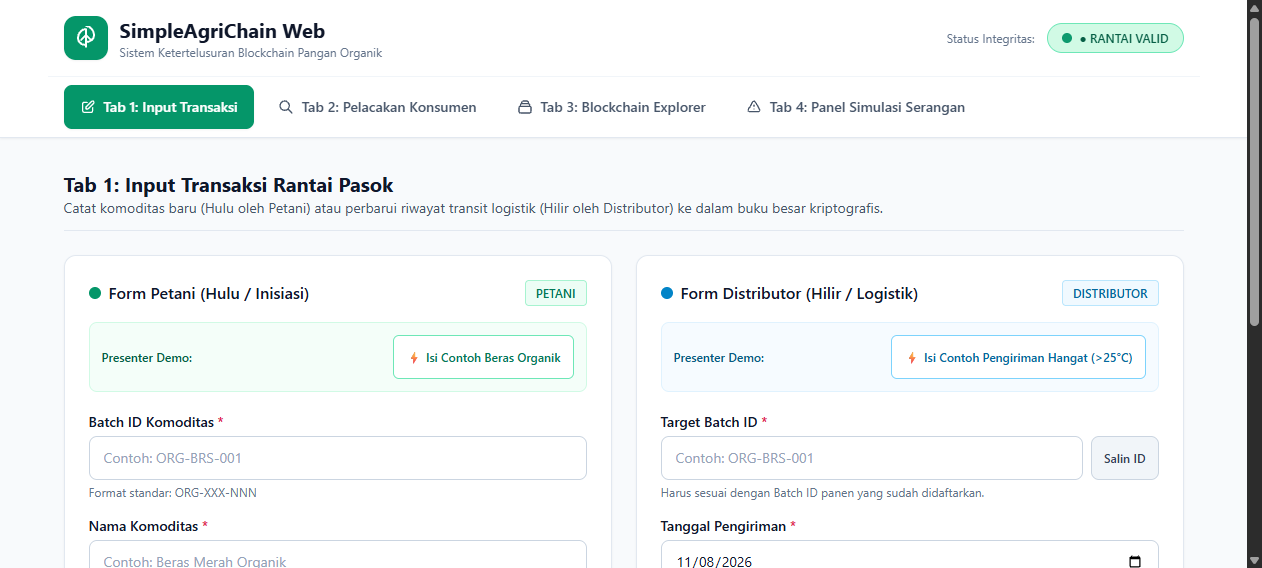 SimpleAgriChain Web
Sistem Ketertelusuran Blockchain Pangan Organik
Status Integritas:
● RANTAI VALID
Tab 1: Input Transaksi
Tab 2: Pelacakan Konsumen
Tab 3: Blockchain Explorer
Tab 4: Panel Simulasi Serangan
Tab 1: Input Transaksi Rantai Pasok
Catat komoditas baru (Hulu oleh Petani) atau perbarui riwayat transit logistik (Hilir oleh Distributor) ke dalam buku besar kriptografis.
Form Petani (Hulu / Inisiasi)
PETANI
Presenter Demo:
Isi Contoh Beras Organik
Batch ID Komoditas *
Contoh: ORG-BRS-001
Format standar: ORG-XXX-NNN
Nama Komoditas *
Contoh: Beras Merah Organik
Form Distributor (Hilir / Logistik)
DISTRIBUTOR
Presenter Demo:
Isi Contoh Pengiriman Hangat (>25°C)
Target Batch ID *
Contoh: ORG-BRS-001
Salin ID
Harus sesuai dengan Batch ID panen yang sudah didaftarkan.
Tanggal Pengiriman *
11/08/2026